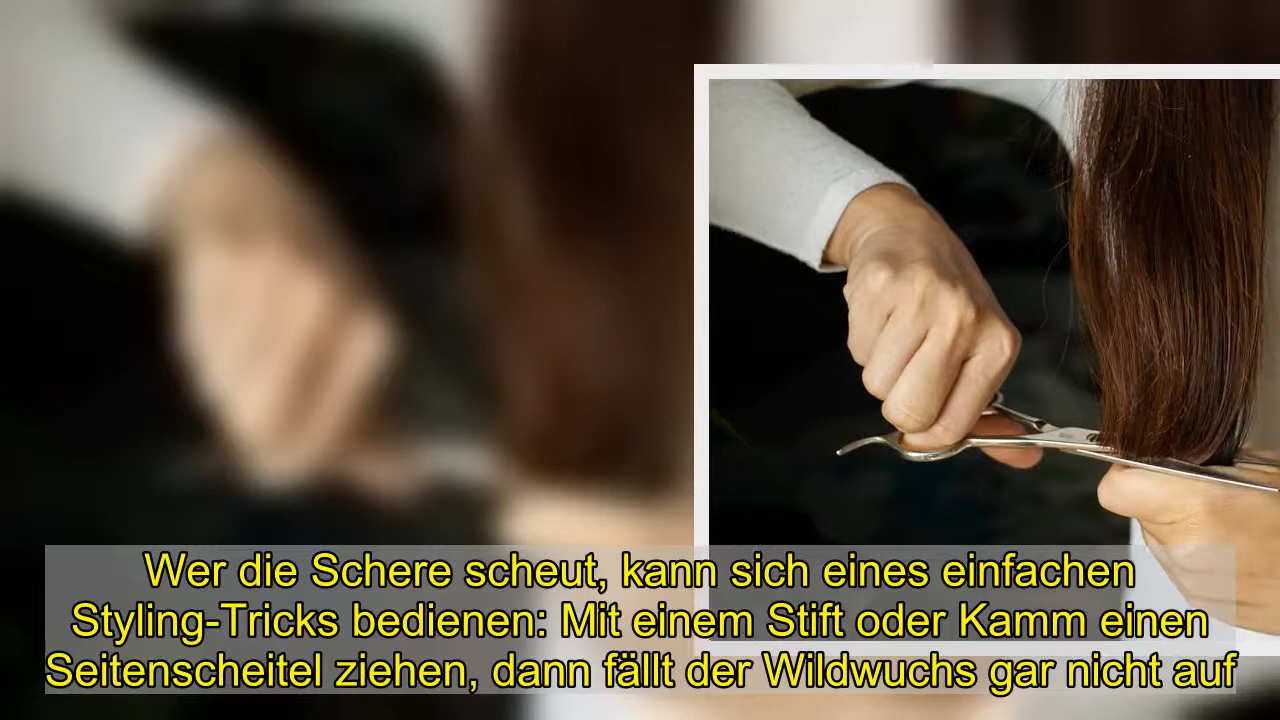 Wer die Schere scheut, kann sich eines einfachen
Styling-Tricks bedienen: Mit einem Stift oder Kamm einen
Seitenscheitel ziehen, dann fällt der Wildwuchs gar nicht auf